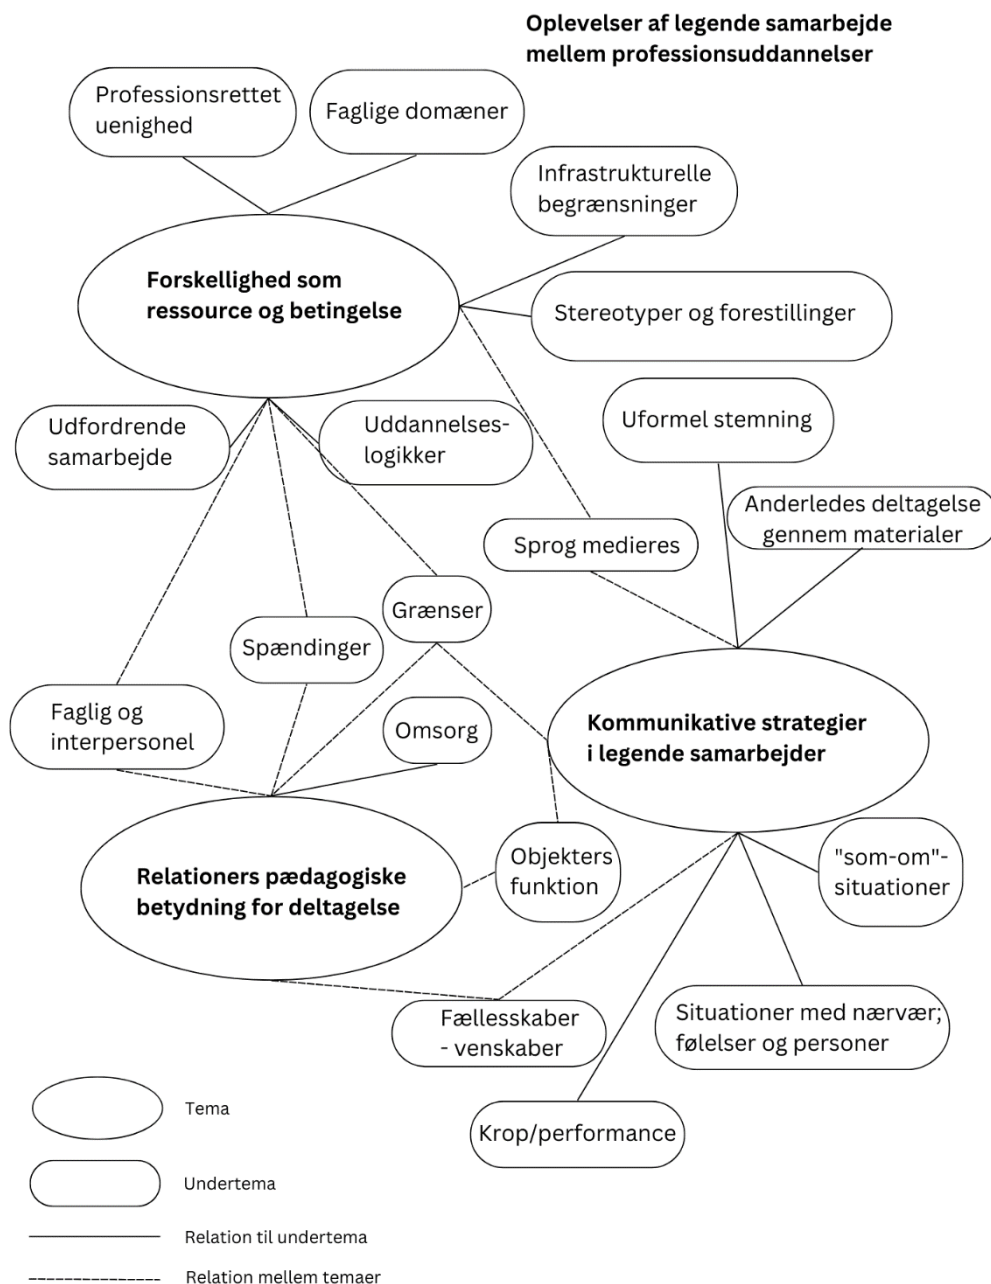 Oplevelser af legende samarbejde
mellem professionsuddannelser
Professionsrettet
uenighed
Faglige domæner
Infrastrukturelle
begrænsninger
Forskellighed som
ressource og betingelse
Stereotyper og forestillinger
Udfordrende
samarbejde
Uddannelses-
logikker
Uformel stemning
Anderledes deltagelse
gennem materialer
Sprog medieres
Grænser
Spændinger
Faglig og
interpersonel
Omsorg
Kommunikative strategier
i legende samarbejder
Relationers pædagogiske
betydning for deltagelse
Objekters
funktion
"som-om"-
situationer
Fællesskaber
- venskaber
Situationer med nærvær;
følelser og personer
Krop/performance
Tema
Undertema
Relation til undertema
Relation mellem temaer